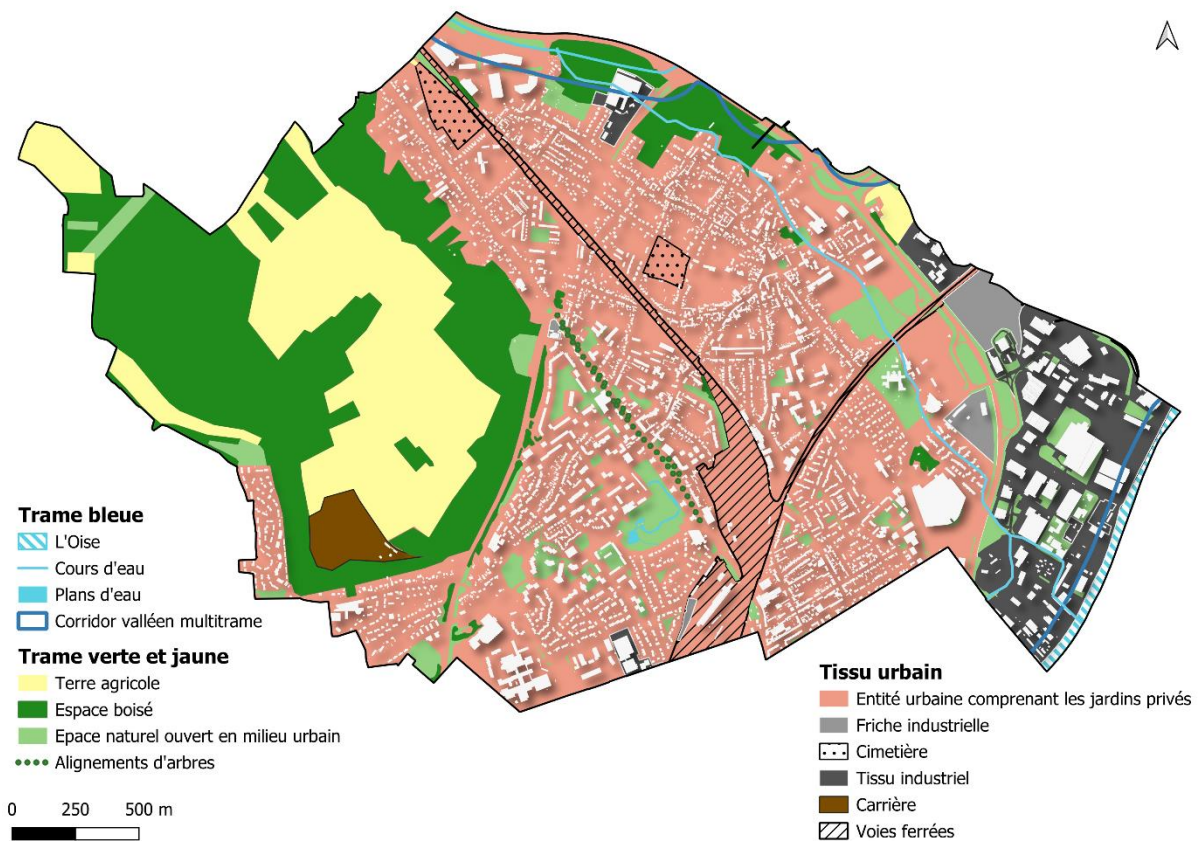 Trame bleue
L'Oise
Cours d'eau
Plans d'eau
Corridor valléen multitrame
Trame verte et jaune
Terre agricole
Espace boisé
Epace naturel ouvert en milieu urbain
Alignements d'arbres
0 250 500 m
Tissu urbain
Entité urbaine comprenant les jardins privés
Friche industrielle
Cimetière
Tissu industriel
Carrière
Voies ferrées